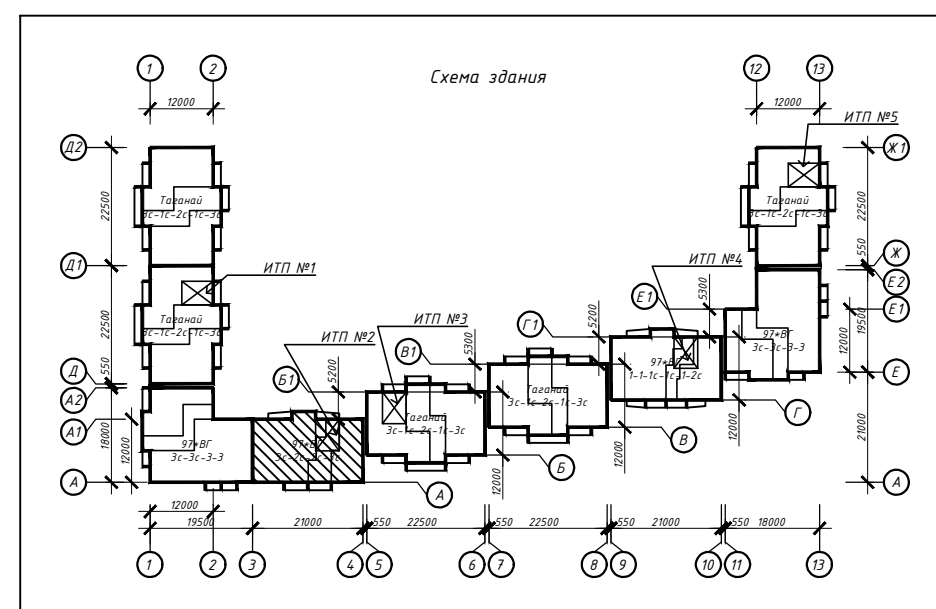 Схема здания
1
2
12
13
12000
12000
ИТП №5
Д2
Ж1
22500
22500
Таганай
3с-1с-2с-1с-3с
Таганай
3с-1с-2с-1с-3с
Д1
ИТП №1
Ж
550
Е2
ИТП №4
Е1
5300
Е1
22500
Таганай
3с-1с-2с-1с-3с
ИТП №2
ИТП №3
В1
5300
Г1
5200
19500
12000
97*ВГ
3с-3с-3-3
97*ВГ
1-1-1с-1с-1-2с
Д
550
А2
Б1
5200
Е
Таганай
3с-1с-2с-1с-3с
Таганай
3с-1с-2с-1с-3с
Г
А1
18000
12000
97*ВГ
3с-3с-3-3
В
12000
12000
12000
21000
Б
А
А
А
12000
19500
21000
550
22500
550
22500
550
21000
550
18000
1
2
3
4
5
6
7
8
9
10
11
13